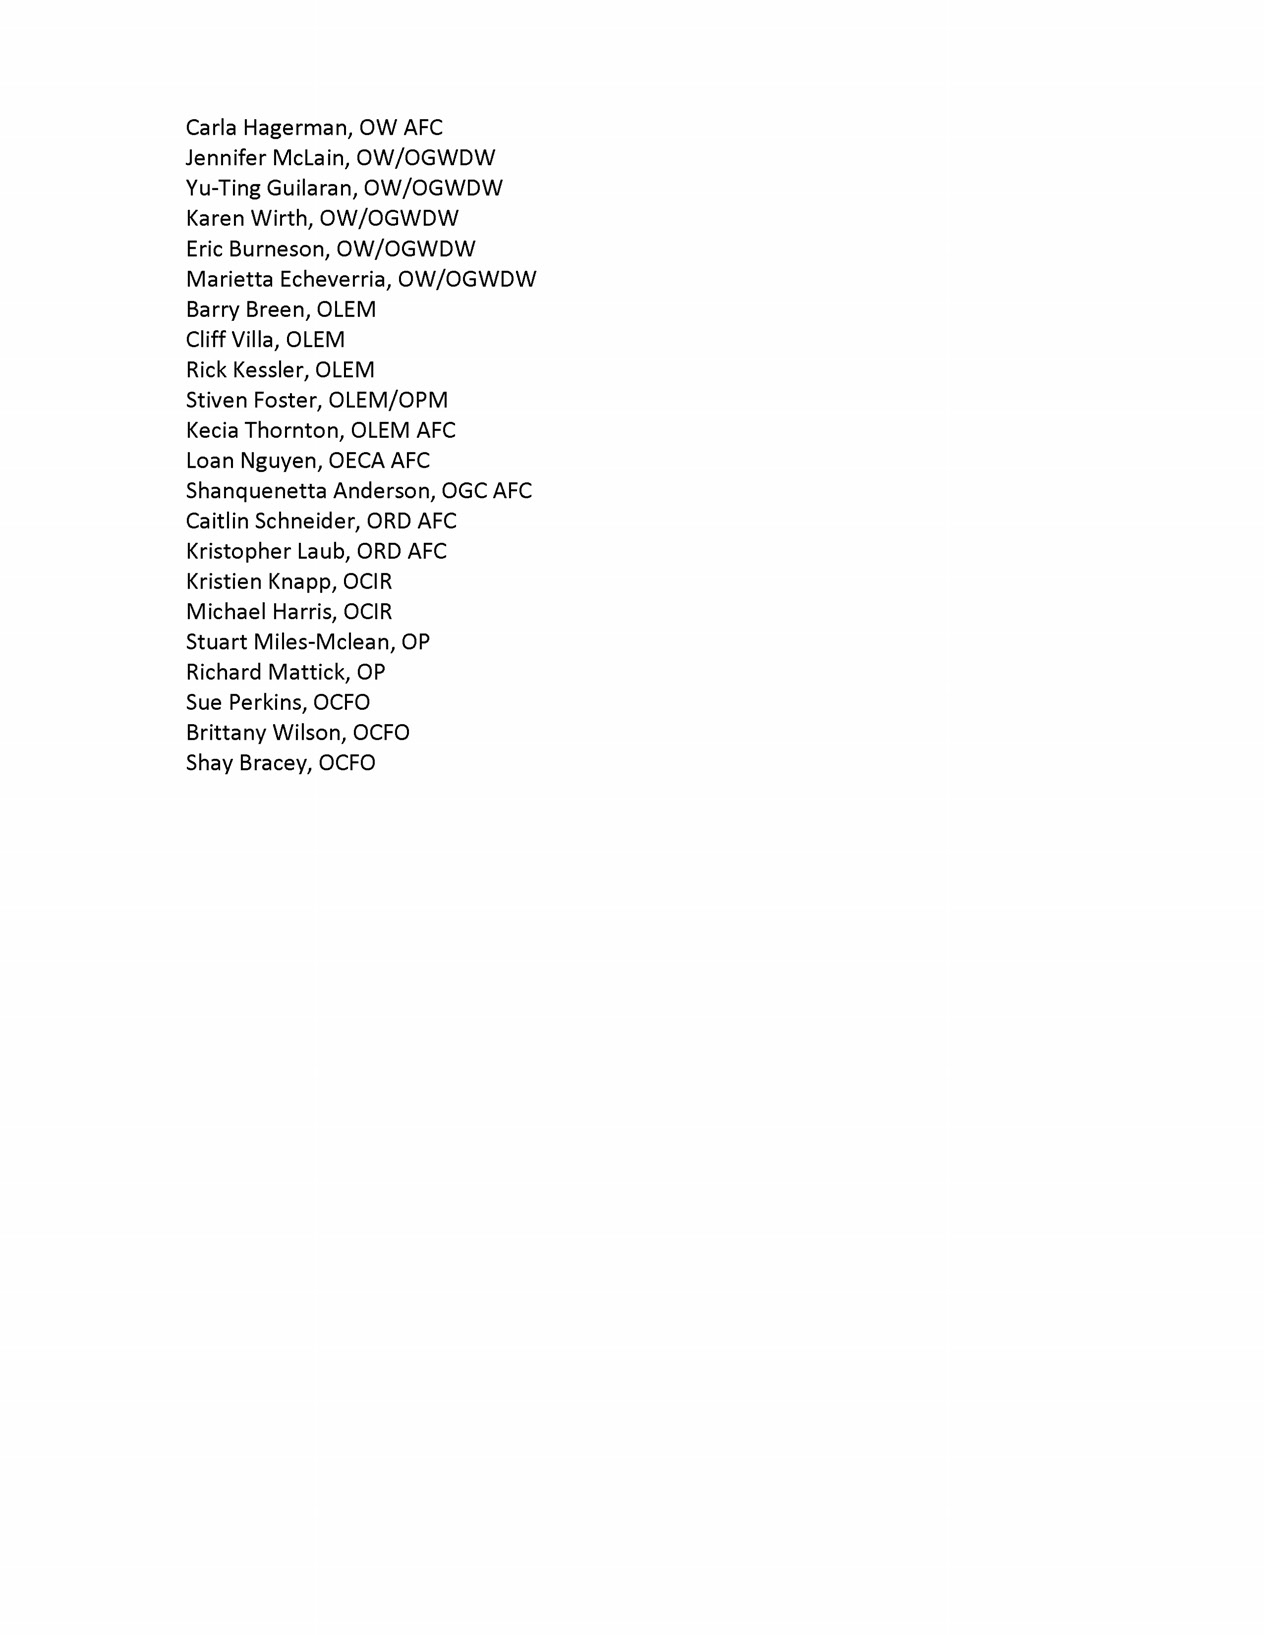 Carla Hagerman, OW AFC
Jennifer McLain, OW/OGWDW
Yu-Ting Guilaran, OW/OGWDW
Karen Wirth, OW/OGWDW
Eric Burneson, OW/OGWDW
Marietta Echeverria, OW/OGWDW
Barry Breen, OLEM
Cliff Villa, OLEM
Rick Kessler, OLEM
Stiven Foster, OLEM/OPM
Kecia Thornton, OLEM AFC
Loan Nguyen, OECA AFC
Shanquenetta Anderson, OGC AFC
Caitlin Schneider, ORD AFC
Kristopher Laub, ORD AFC
Kristien Knapp, OCIR
Michael Harris, OCIR
Stuart Miles-Mclean, OP
Richard Mattick, OP
Sue Perkins, OCFO
Brittany Wilson, OCFO
Shay Bracey, OCFO